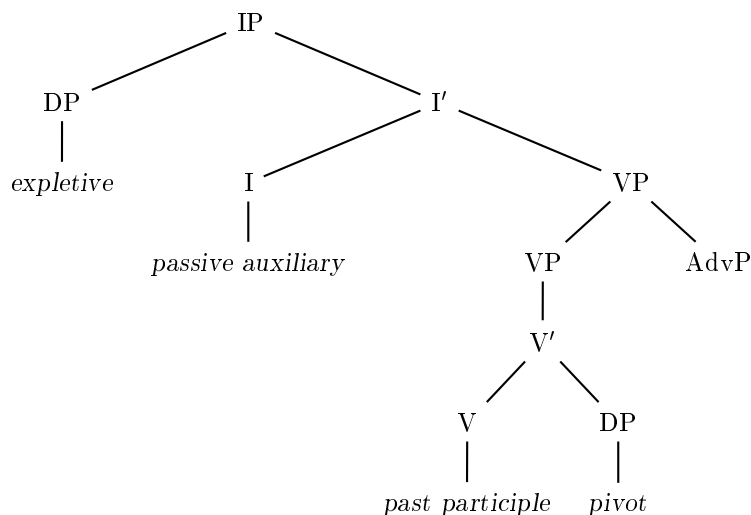 IP
DP I′
expletive I VP
passive auxiliary VP AdvP
V′
V DP
past participle pivot